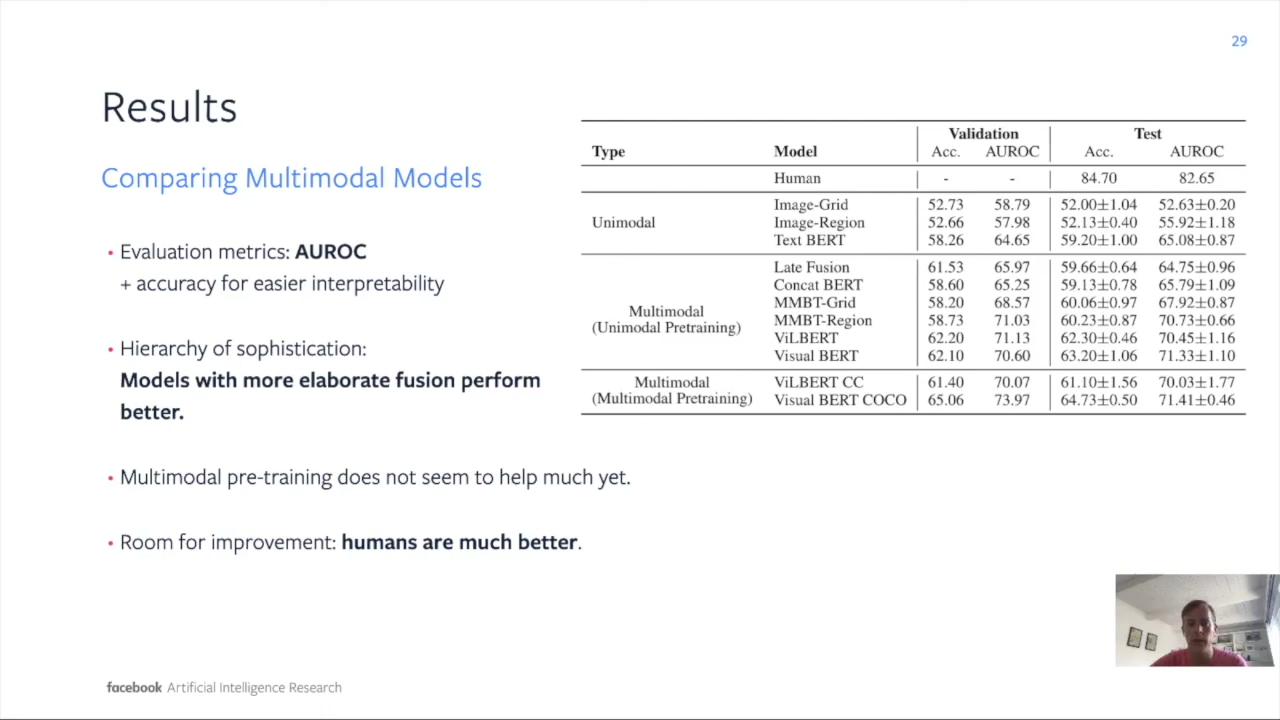 29
Results
Comparing Multimodal Models
• Evaluation metrics: AUROC
+ accuracy for easier interpretability
• Hierarchy of sophistication:
Models with more elaborate fusion perform
better.
• Multimodal pre-training does not seem to help much yet.
• Room for improvement: humans are much better.
Validation Test
Type Model Acc. AUROC Acc. AUROC
Human - - 84.70 82.65
Image-Grid 52.73 58.79 52.00±1.04 52.63±0.20
Unimodal Image-Region 52.66 57.98 52.13±0.40 55.92±1.18
Text BERT 58.26 64.65 59.20±1.00 65.08±0.87
Late Fusion 61.53 65.97 59.66±0.64 64.75±0.96
Concat BERT 58.60 65.25 59.13±0.78 65.79±1.09
Multimodal MMBT-Grid 58.20 68.57 60.06±0.97 67.92±0.87
(Unimodal Pretraining) MMBT-Region 58.73 71.03 60.23±0.87 70.73±0.66
ViLBERT 62.20 71.13 62.30±0.46 70.45±1.16
Visual BERT 62.10 70.60 63.20±1.06 71.33±1.10
Multimodal ViLBERT CC 61.40 70.07 61.10±1.56 70.03±1.77
(Multimodal Pretraining) Visual BERT COCO 65.06 73.97 64.73±0.50 71.41±0.46
facebook Artificial Intelligence Research